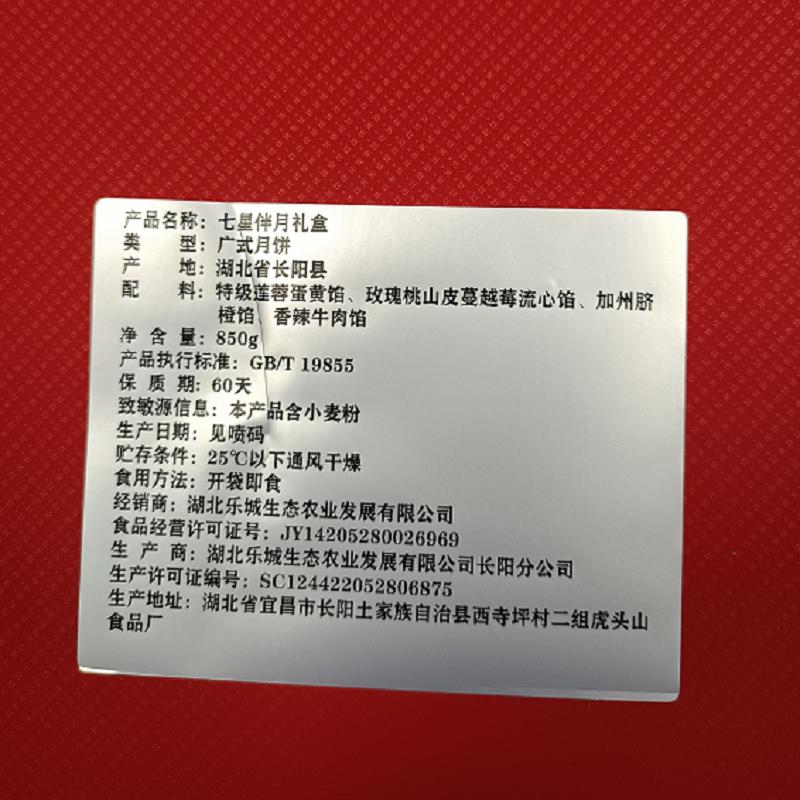 产品名称：七星伴月礼盒
类 型：广式月饼
产 地：湖北省长阳县
配 料：特级莲蓉蛋黄馅、玫瑰桃山皮蔓越莓流心馅、加州脐
橙馅、香辣牛肉馅
净 含 量：850g
产品执行标准：GB/T 19855
保 质 期：60天
致敏源信息：本产品含小麦粉
生产日期：见喷码
贮存条件：25℃以下通风干燥
食用方法：开袋即食
经销商：湖北乐城生态农业发展有限公司
食品经营许可证号：JY14205280026969
生 产 商：湖北乐城生态农业发展有限公司长阳分公司
生产许可证编号：SC124422052806875
生产地址：湖北省宜昌市长阳土家族自治县西寺坪村二组虎头山
食品厂